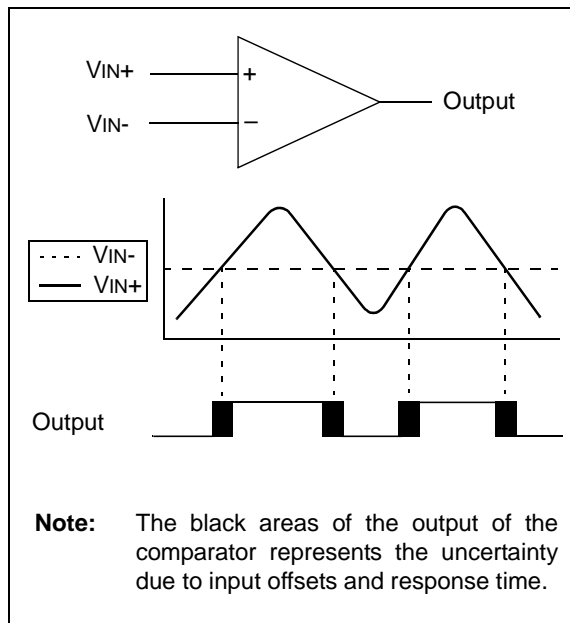 VIN+
+
Output
VIN-
–
VIN-
VIN+
Output
Note: The black areas of the output of the
comparator represents the uncertainty
due to input offsets and response time.